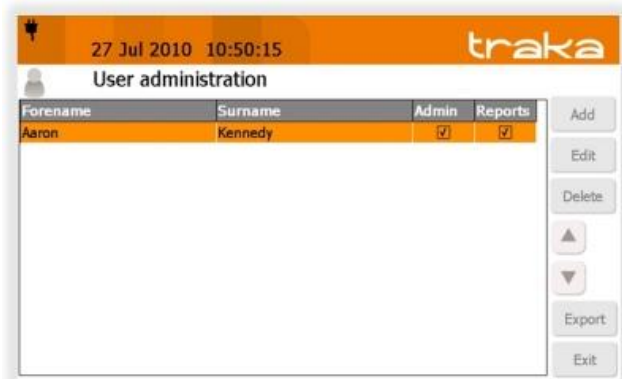 27 Jul 2010 10:50:15 traka
User administration
Forename Surname Admin Reports
Aaron Kennedy
Add
Edit
Delete
Export
Exit